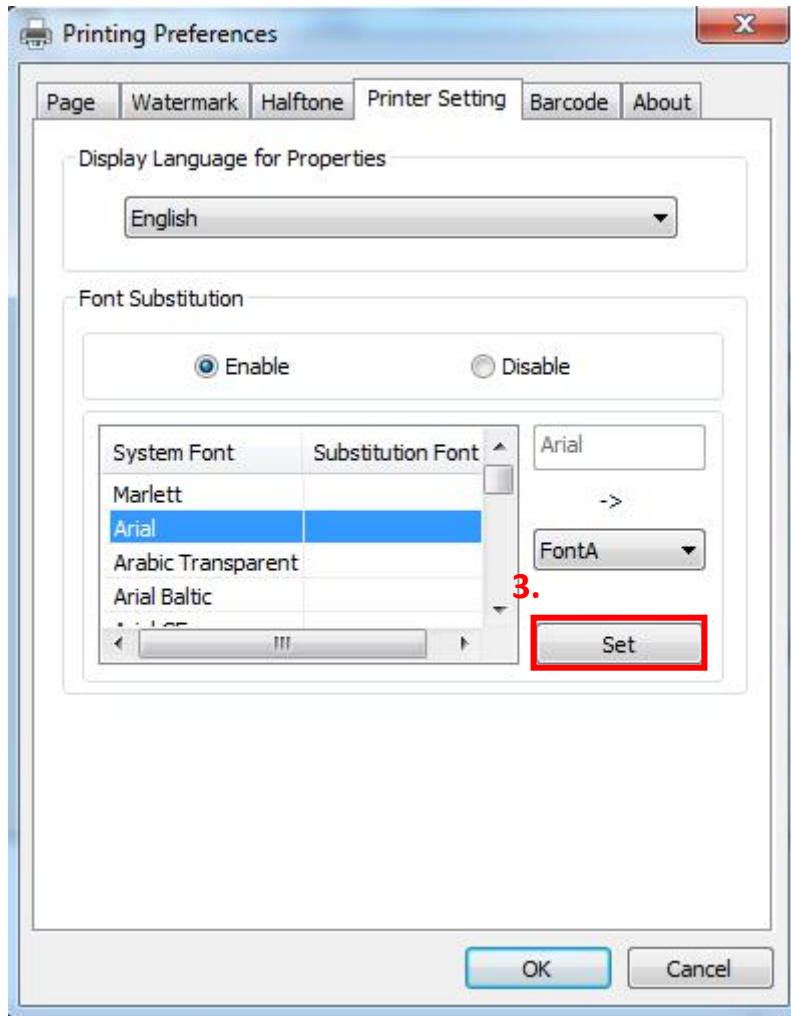 Printing Preferences
Page Watermark Halftone Printer Setting Barcode About
Display Language for Properties
English
Font Substitution
Enable Disable
System Font Substitution Font
Marlett
Arial
Arabic Transparent
Arial Baltic
Arial
->
FontA
3.
Set
OK Cancel